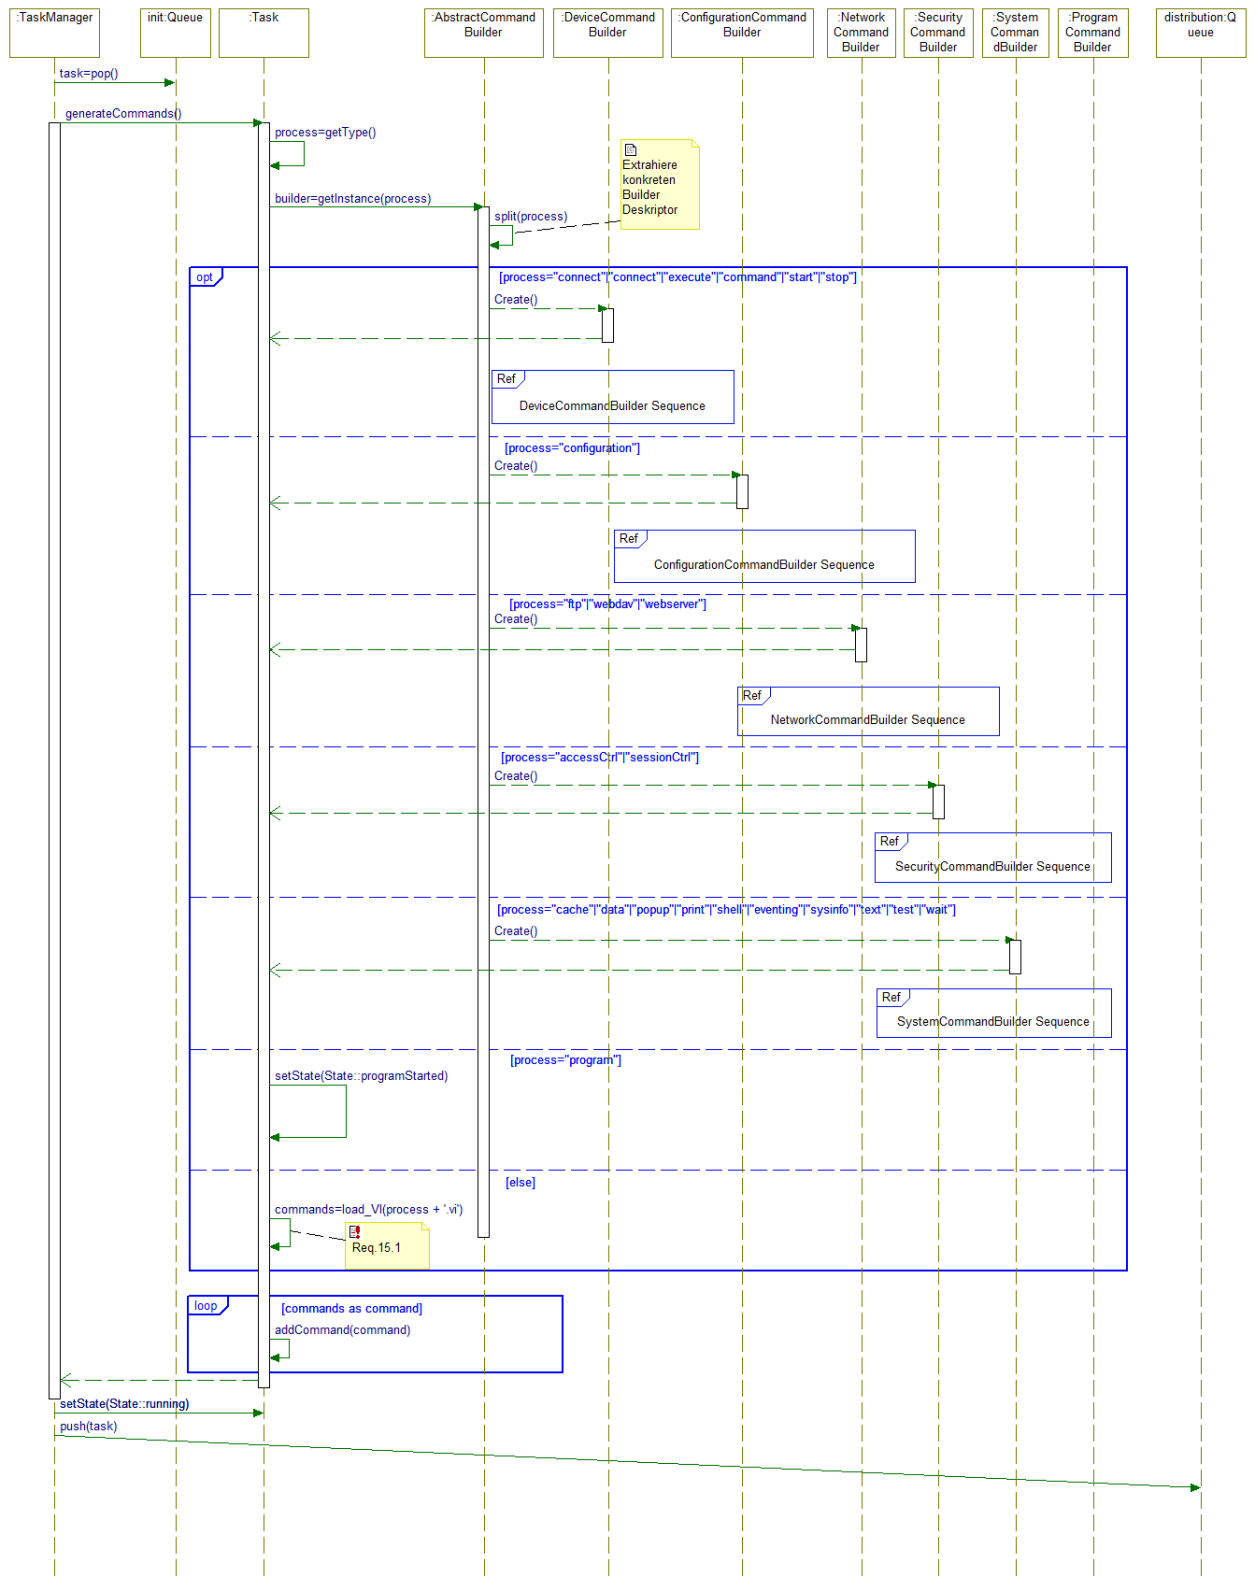 :TaskManager
init:Queue
:Task
:AbstractCommand
Builder
:DeviceCommand
Builder
:ConfigurationCommand
Builder
:Network
Command
Builder
:Security
Command
Builder
:System
Comman
dBuilder
:Program
Command
Builder
distribution:Q
ueue
task=pop()
generateCommands()
process=getType()
Extrahiere
konkreten
Builder
Deskriptor
builder=getInstance(process)
split(process)
opt
[process="connect"|"connect"|"execute"|"command"|"start"|"stop"]
Create()
Ref
DeviceCommandBuilder Sequence
[process="configuration"]
Create()
Ref
ConfigurationCommandBuilder Sequence
[process="ftp"|"webdav"|"webserver"]
Create()
Ref
NetworkCommandBuilder Sequence
[process="accessCtrl"|"sessionCtrl"]
Create()
Ref
SecurityCommandBuilder Sequence
[process="cache"|"data"|"popup"|"print"|"shell"|"eventing"|"sysinfo"|"text"|"test"|"wait"]
Create()
Ref
SystemCommandBuilder Sequence
[process="program"]
setState(State::programStarted)
[else]
commands=load_VI(process + '.vi')
Req.15.1
loop
[commands as command]
addCommand(command)
setState(State::running)
push(task)